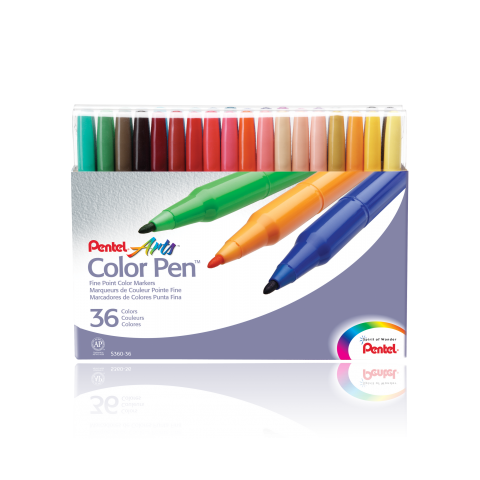 Pentel Arts™
Color Pen™
Fine Point Color Markers
Marqueurs de Couleur Pointe Fine
Marcadores de Colores Punta Fina
36 Colors
Couleurs
Colores
AP
S360-36
Spirit of Wonder
Pentel